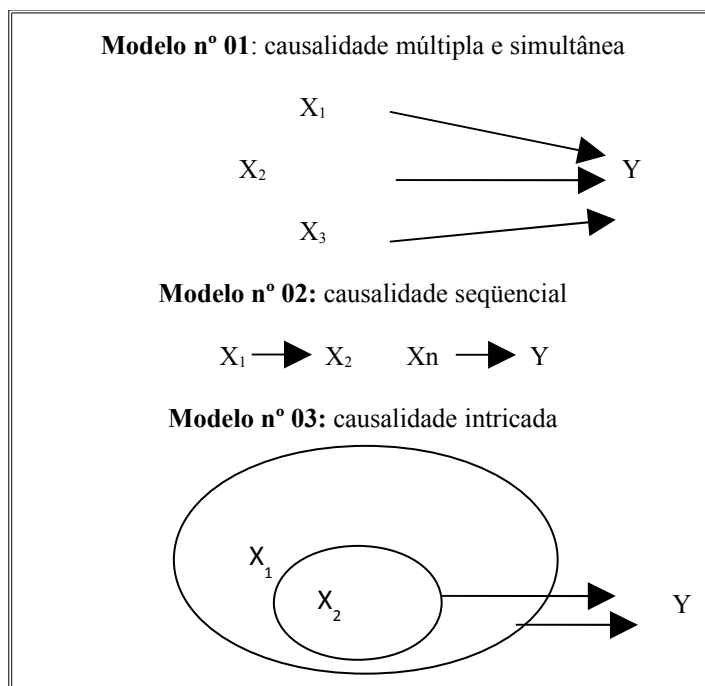 Modelo nº 01: causalidade múltipla e simultânea
X₁
X₂ Y
X₃
Modelo nº 02: causalidade seqüencial
X₁ X₂ Xn Y
Modelo nº 03: causalidade intricada
X₁
X₂ Y